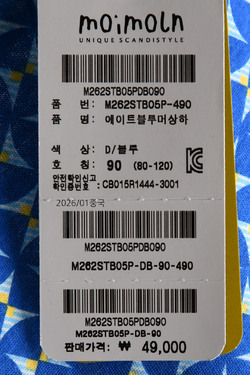 moimoln
UNIQUE SCANDISTYLE
M262STB05PDB090
품 번: M262STB05P-490
품 명: 에이트블루머상하
색 상: D/블루
호 칭: 90 (80-120)
안전확인신고
확인증번호 : CB015R1444-3001
2026/01중국
M262STB05PDB090
M262STB05P-DB-90-490
M262STB05PDB090
M262STB05P-DB-90
판매가격: ₩ 49,000